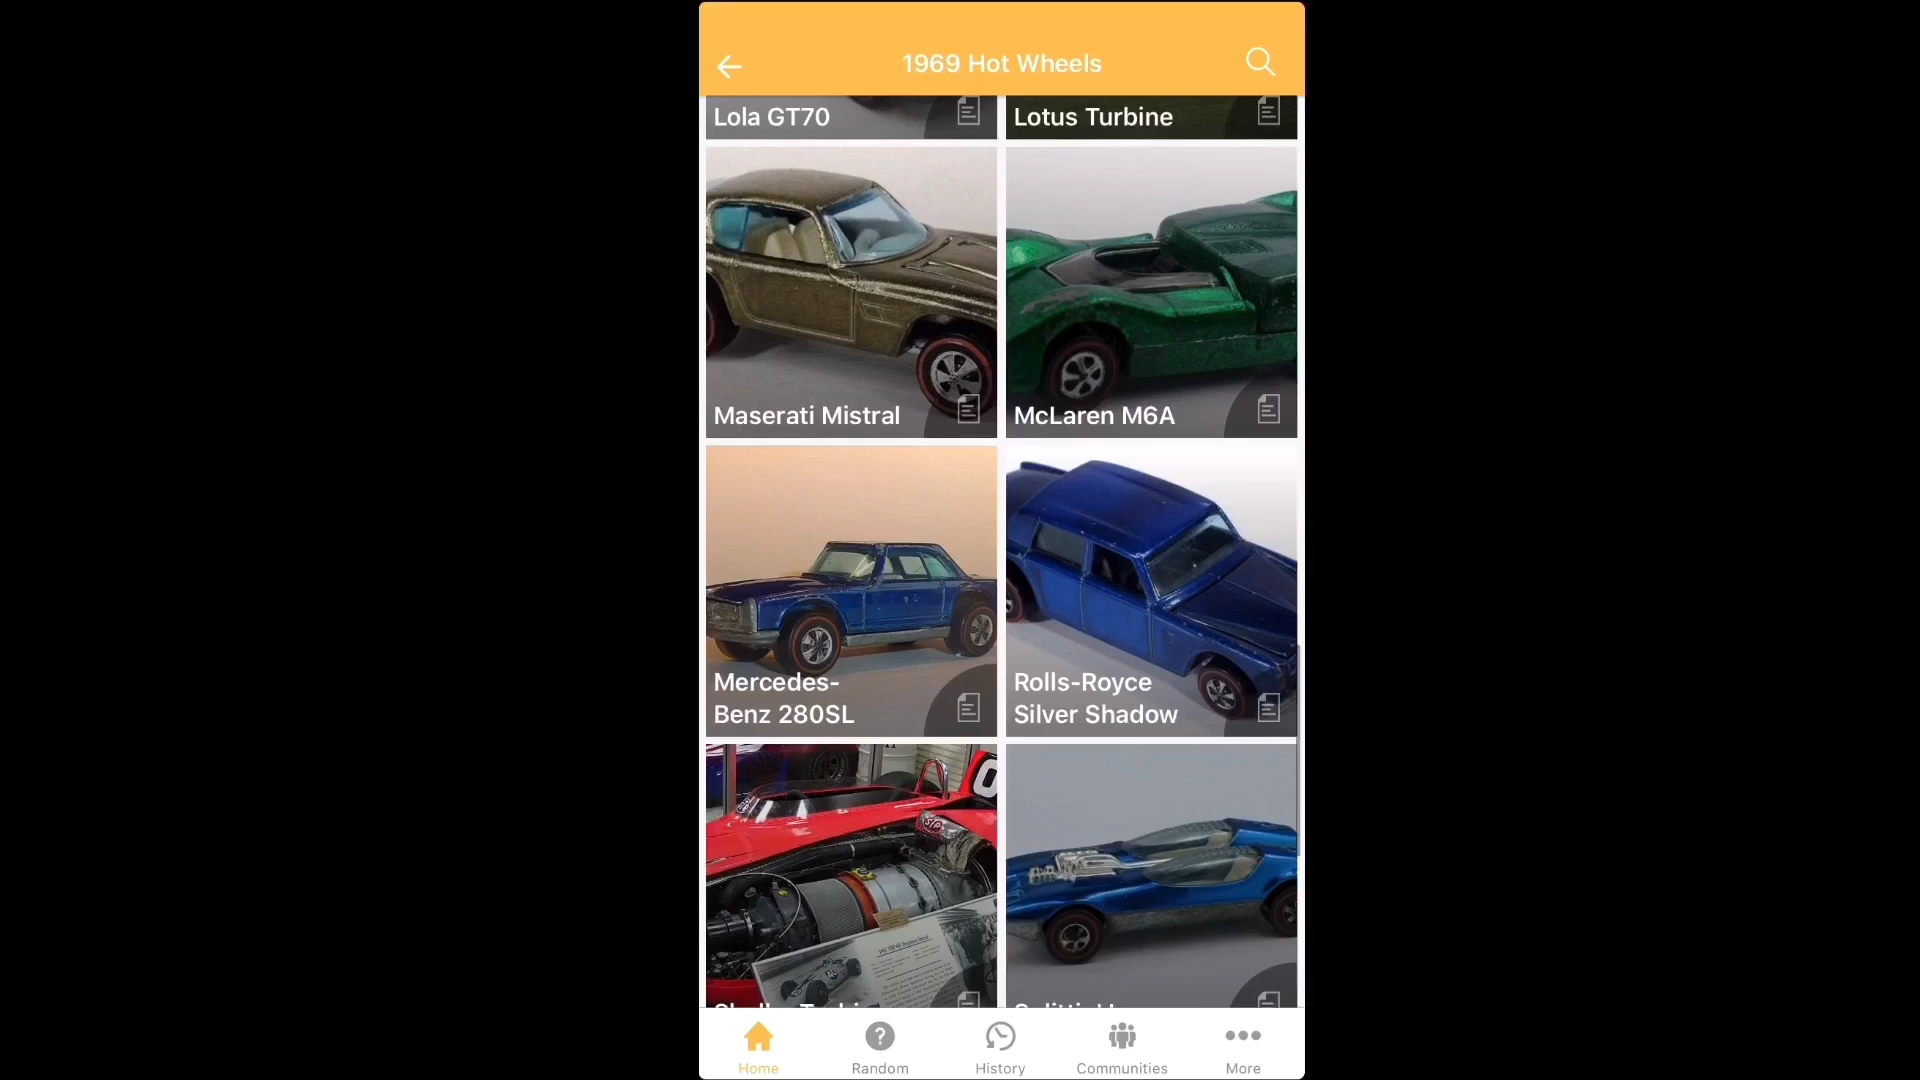 1969 Hot Wheels
Lola GT70
Lotus Turbine
Maserati Mistral
McLaren M6A
Mercedes-
Benz 280SL
Rolls-Royce
Silver Shadow
STP
Home
Random
History
Communities
More